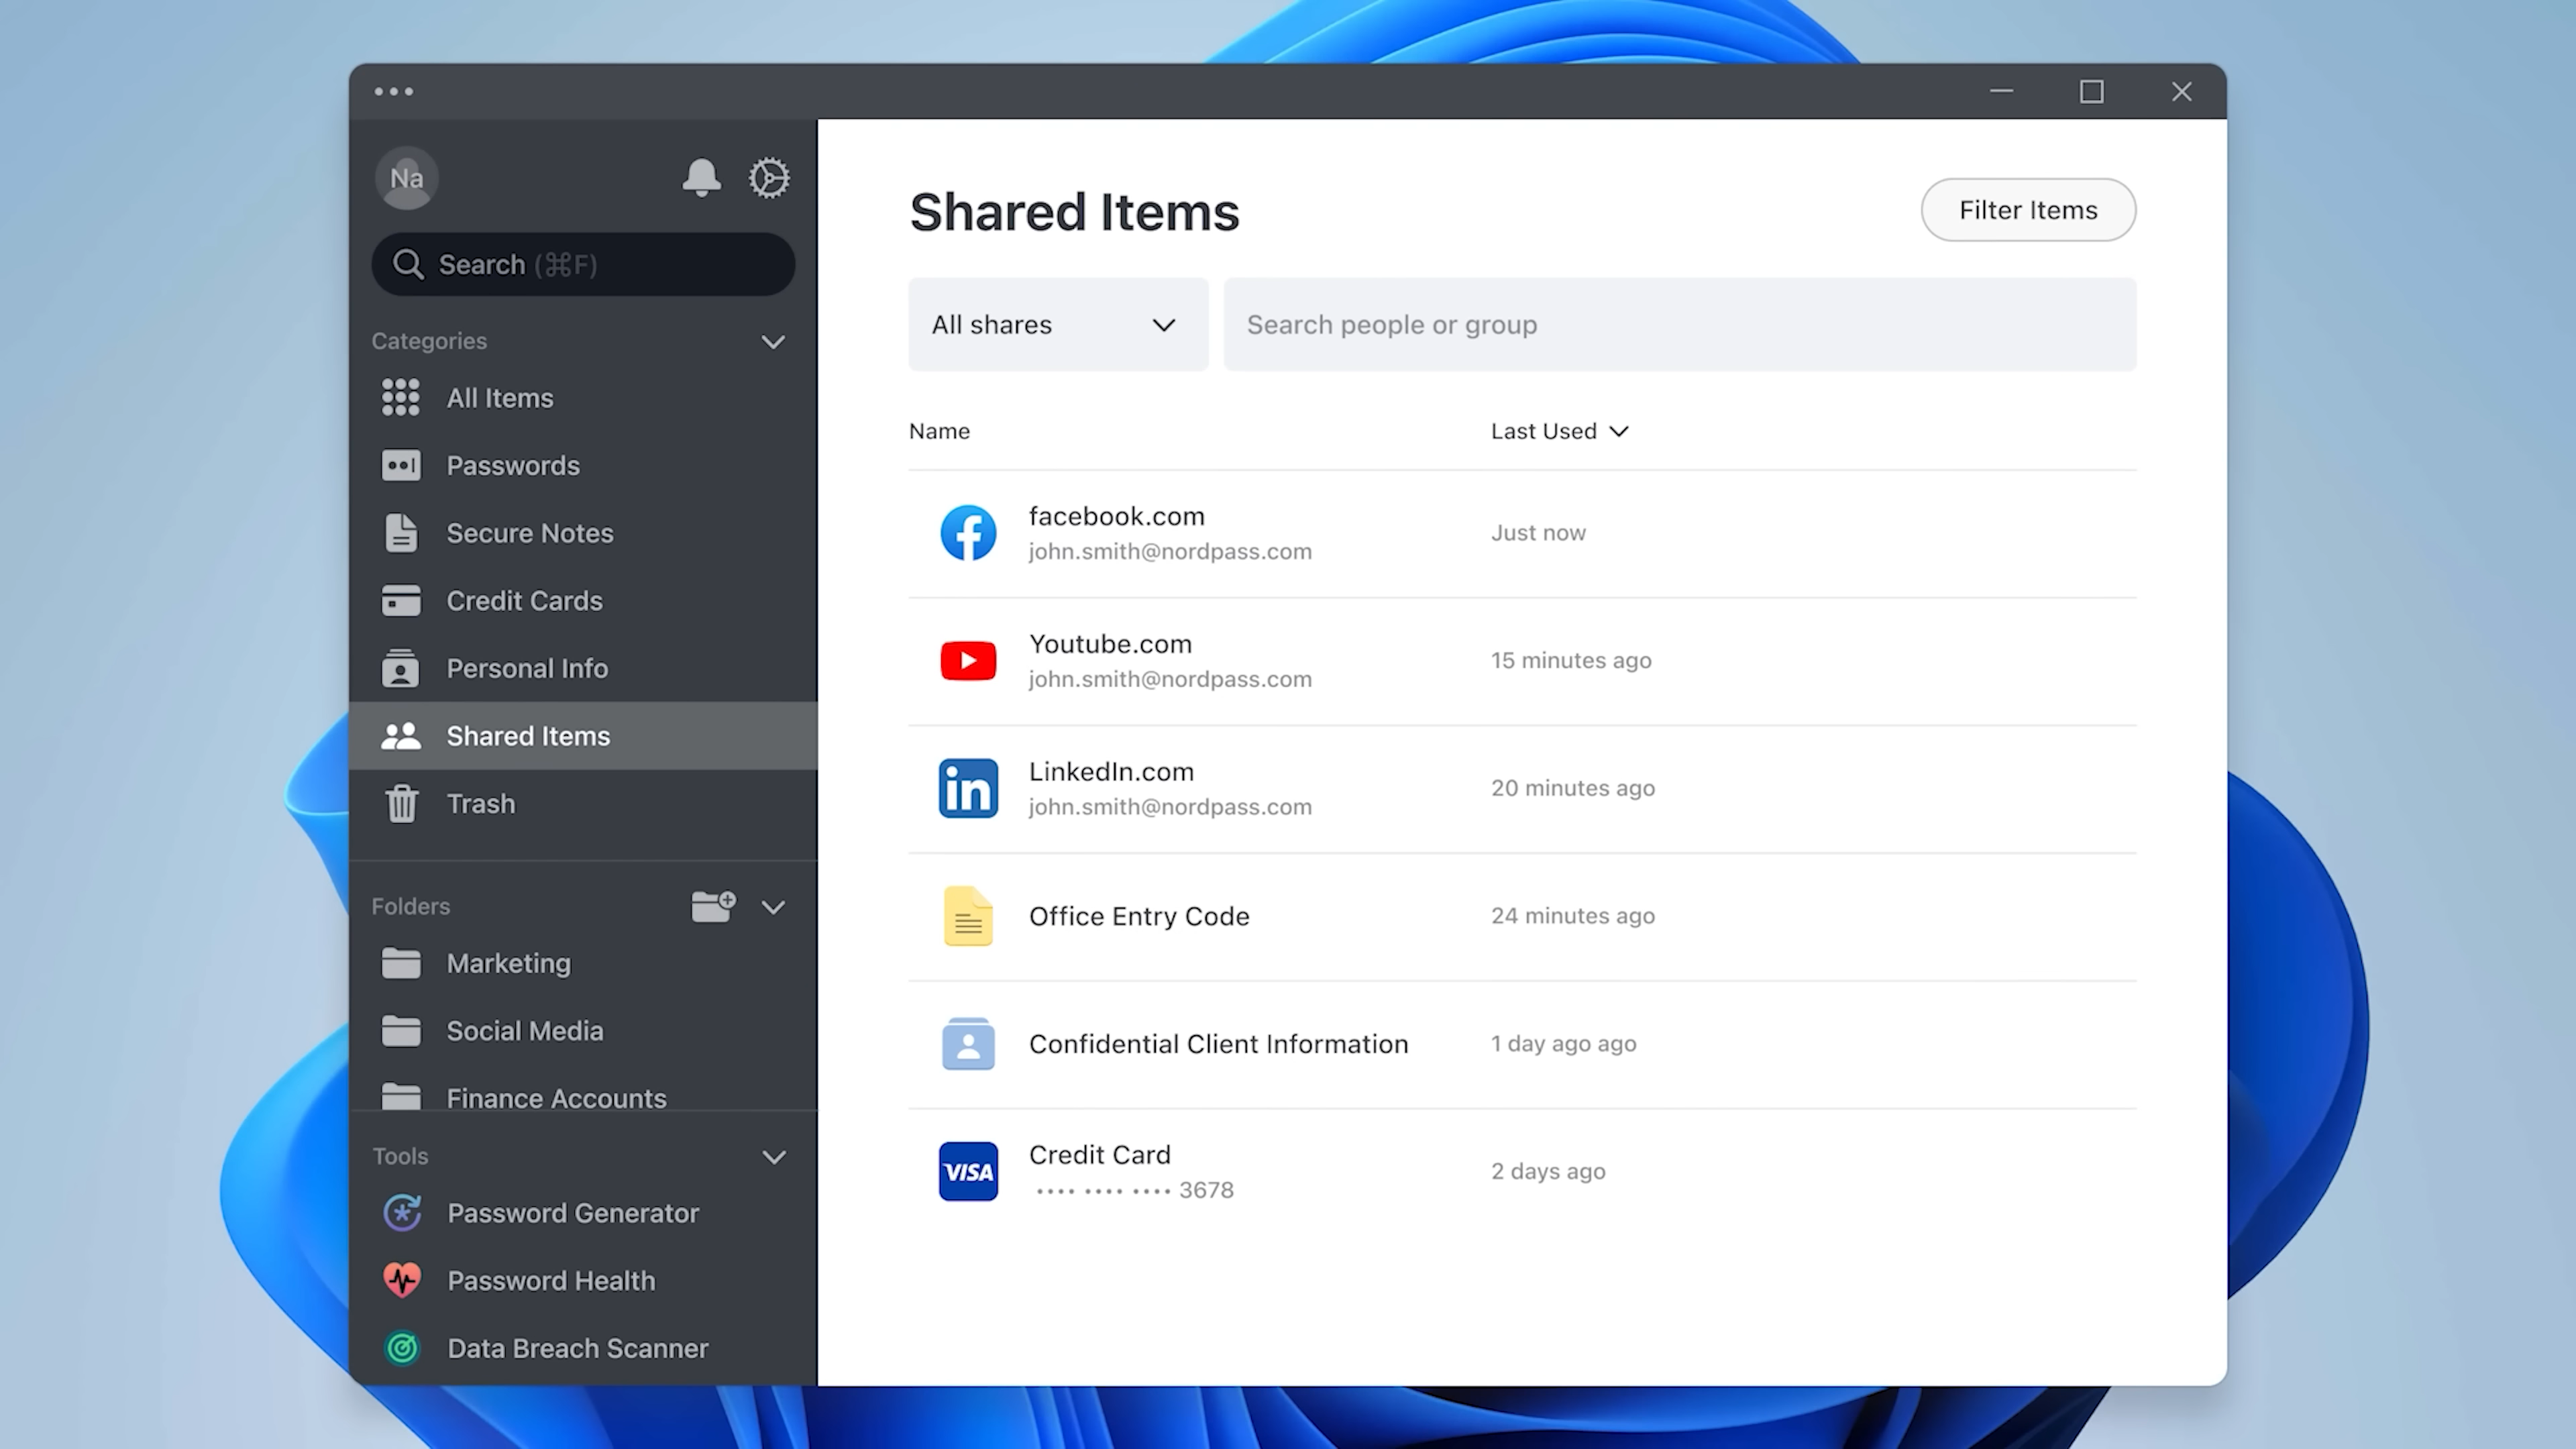 Na
Search (⌘F)
Categories
All Items
Passwords
Secure Notes
Credit Cards
Personal Info
Shared Items
Trash
Folders
Marketing
Social Media
Finance Accounts
Tools
Password Generator
Password Health
Data Breach Scanner
Shared Items
Filter Items
All shares
Search people or group
Name
Last Used
facebook.com
john.smith@nordpass.com
Just now
Youtube.com
john.smith@nordpass.com
15 minutes ago
in
LinkedIn.com
john.smith@nordpass.com
20 minutes ago
Office Entry Code
24 minutes ago
Confidential Client Information
1 day ago ago
VISA
Credit Card
•••• •••• •••• 3678
2 days ago